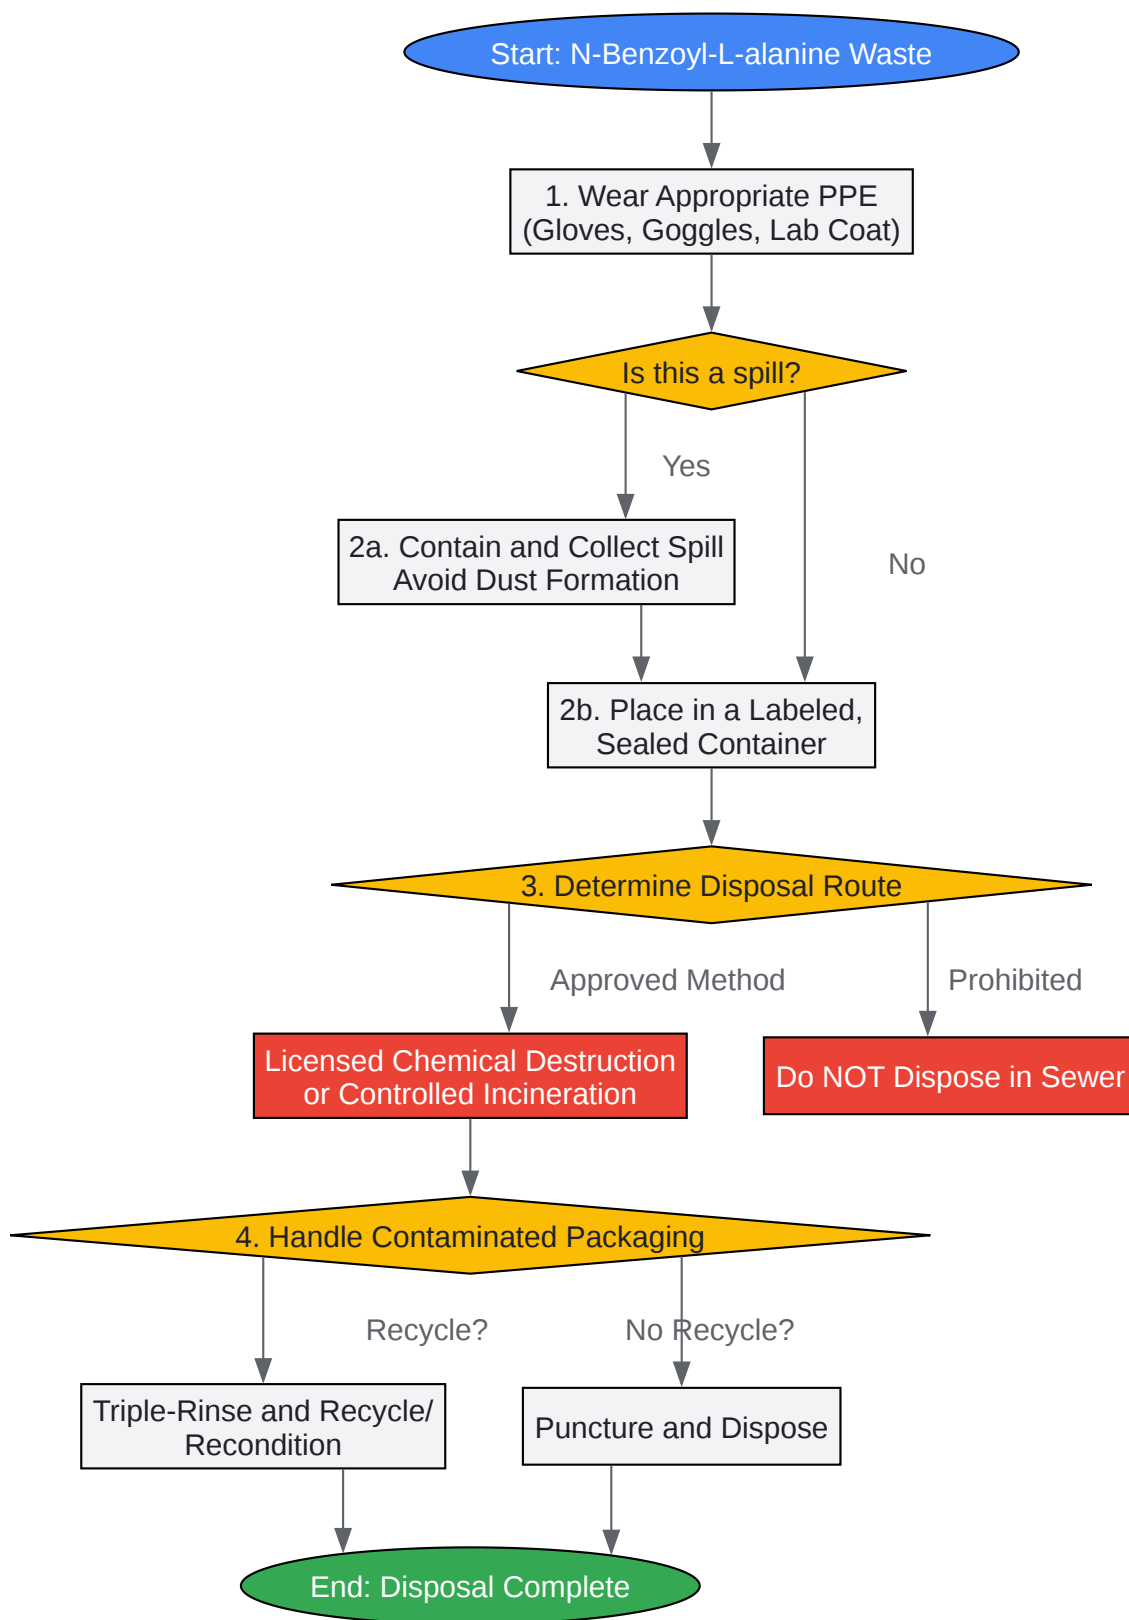 Start: N-Benzoyl-L-alanine Waste
1. Wear Appropriate PPE
(Gloves, Goggles, Lab Coat)
Is this a spill?
Yes
2a. Contain and Collect Spill
Avoid Dust Formation
No
2b. Place in a Labeled,
Sealed Container
3. Determine Disposal Route
Approved Method
Prohibited
Licensed Chemical Destruction
or Controlled Incineration
Do NOT Dispose in Sewer
4. Handle Contaminated Packaging
Recycle?
No Recycle?
Triple-Rinse and Recycle/
Recondition
Puncture and Dispose
End: Disposal Complete